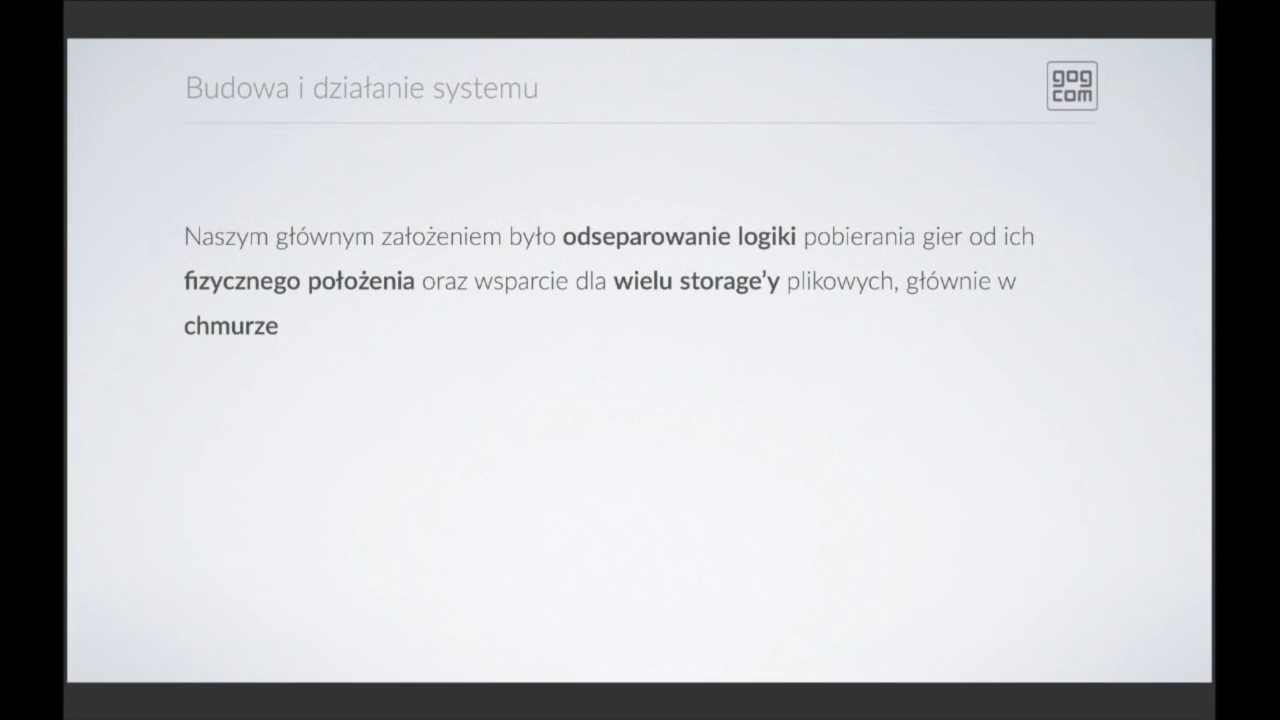 Budowa i działanie systemu
gog
com
Naszym głównym założeniem było odseparowanie logiki pobierania gier od ich
fizycznego położenia oraz wsparcie dla wielu storage’y plikowych, głównie w
chmurze